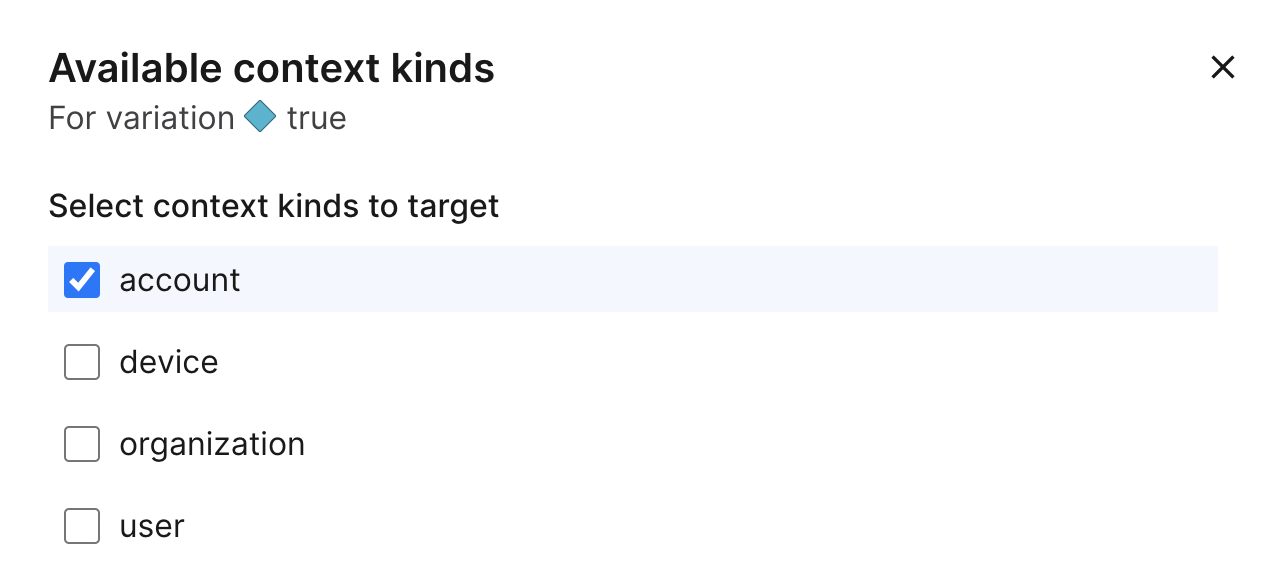 Available context kinds
For variation true
Select context kinds to target
account
device
organization
user